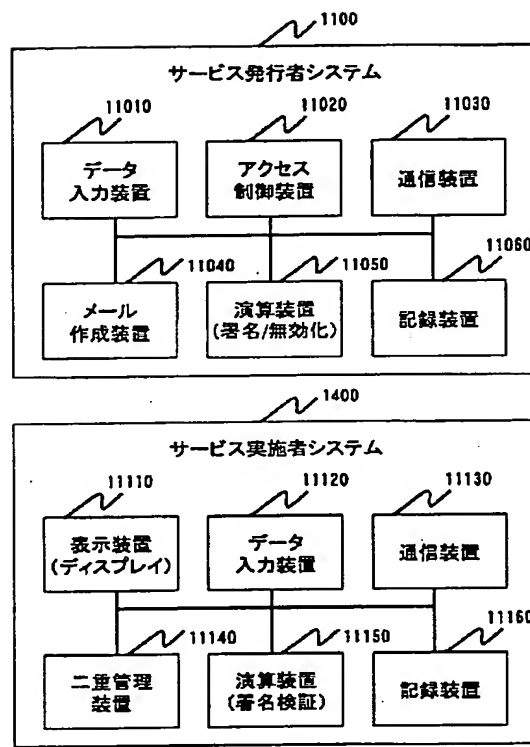 1100
サービス発行者システム
11010
11020
11030
データ
入力装置
アクセス
制御装置
通信装置
11040
11050
11060
メール
作成装置
演算装置
(署名/無効化)
記録装置
1400
サービス実施者システム
11110
11120
11130
表示装置
(ディスプレイ)
データ
入力装置
通信装置
11140
11150
11160
二重管理
装置
演算装置
(署名検証)
記録装置